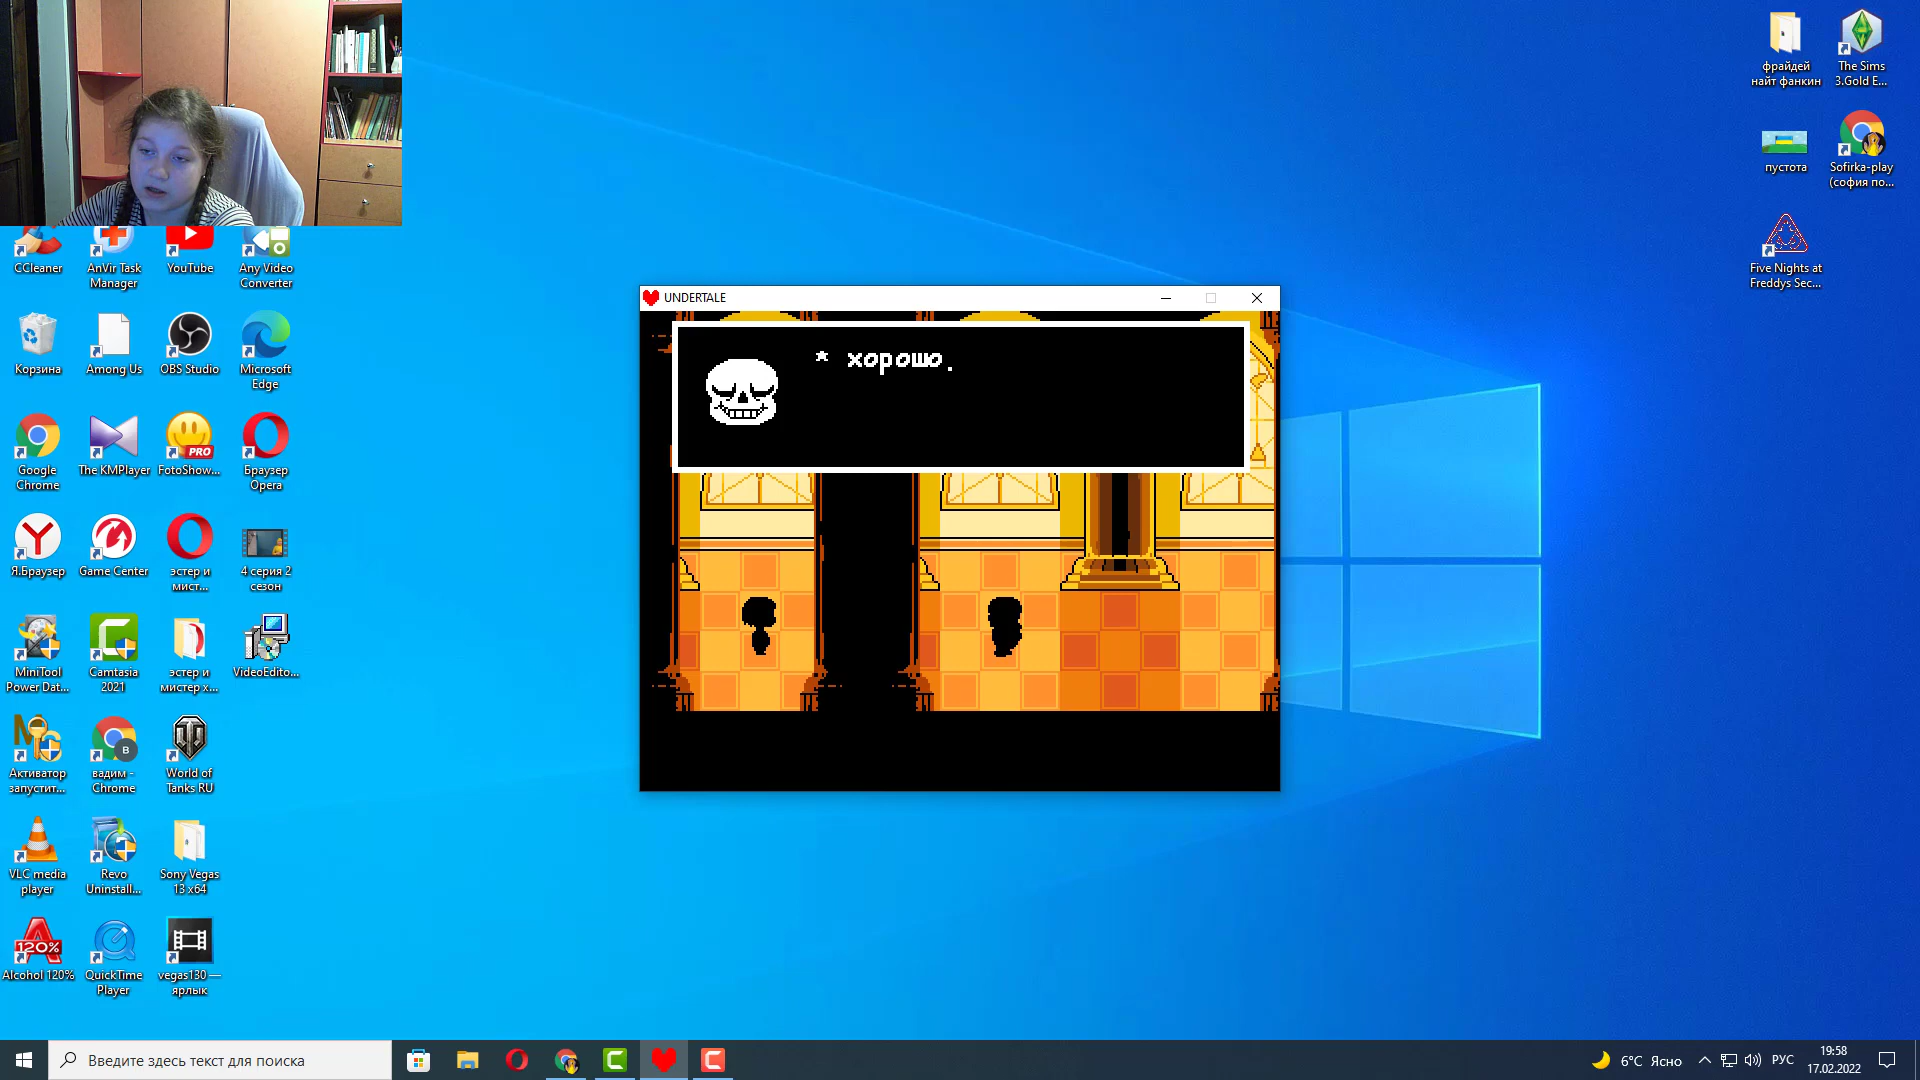 фрайдей
найт фанкин
The Sims
3.Gold E...
пустота
Sofirka-play
(софия по...
Five Nights at
Freddys Sec...
CCleaner
AnVir Task
Manager
YouTube
Any Video
Converter
Корзина
Among Us
OBS Studio
Microsoft
Edge
Google
Chrome
The KMPlayer
PRO
FotoShow...
Браузер
Opera
Я.Браузер
Game Center
эстер и
мист...
4 серия 2
сезон
MiniTool
Power Dat...
Camtasia
2021
эстер и
мистер х...
VideoEdito...
Активатор
запустит...
B
вадим -
Chrome
World of
Tanks RU
VLC media
player
Revo
Uninstall...
Sony Vegas
13 x64
120%
Alcohol 120%
QuickTime
Player
vegas130 —
ярлык
UNDERTALE
* хорошо.
Введите здесь текст для поиска
6°C Ясно
РУС
19:58
17.02.2022